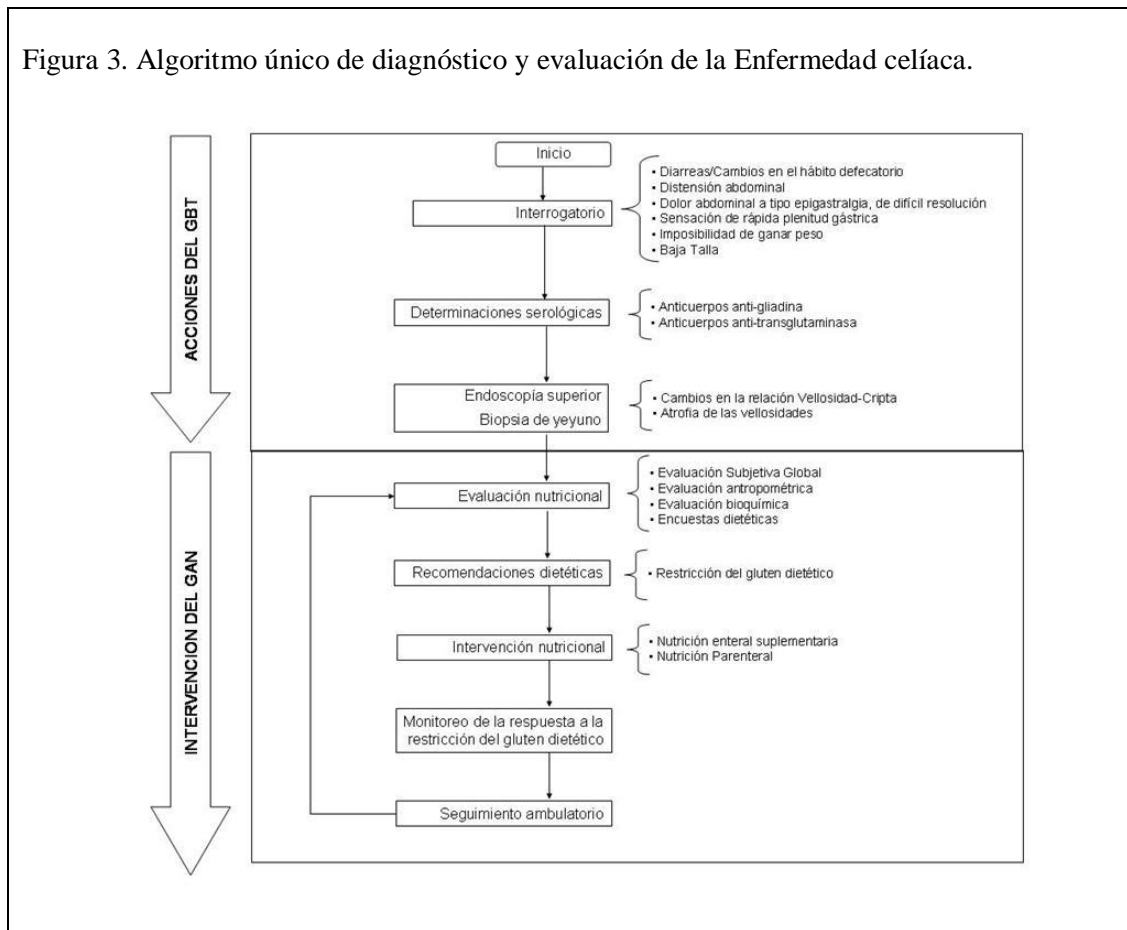 Figura 3. Algoritmo único de diagnóstico y evaluación de la Enfermedad celíaca.
ACCIONES DEL GBT
Inicio
Interrogatorio
• Diarreas/Cambios en el hábito defecatorio
• Distensión abdominal
• Dolor abdominal a tipo epigastralgia, de difícil resolución
• Sensación de rápida plenitud gástrica
• Imposibilidad de ganar peso
• Baja Talla
Determinaciones serológicas
• Anticuerpos anti-gliadina
• Anticuerpos anti-transglutaminasa
Endoscopía superior
Biopsia de yeyuno
• Cambios en la relación Vellosidad-Cripta
• Atrofia de las vellosidades
INTERVENCION DEL GAN
Evaluación nutricional
• Evaluación Subjetiva Global
• Evaluación antropométrica
• Evaluación bioquímica
• Encuestas dietéticas
Recomendaciones dietéticas
• Restricción del gluten dietético
Intervención nutricional
• Nutrición enteral suplementaria
• Nutrición Parenteral
Monitoreo de la respuesta a la
restricción del gluten dietético
Seguimiento ambulatorio